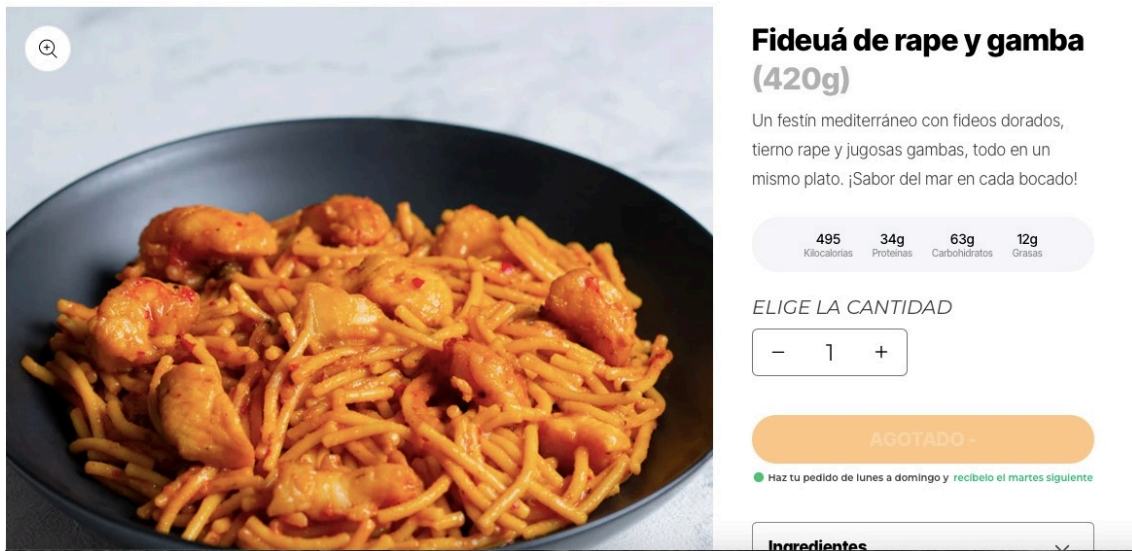 Fideuá de rape y gamba
(420g)
Un festín mediterráneo con fideos dorados,
tierno rape y jugosas gambas, todo en un
mismo plato. ¡Sabor del mar en cada bocado!
495 34g 63g 12g
Kilocalorías Proteínas Carbohidratos Grasas
ELIGE LA CANTIDAD
− 1 +
AGOTADO -
Haz tu pedido de lunes a domingo y recíbelo el martes siguiente
Ingredientes